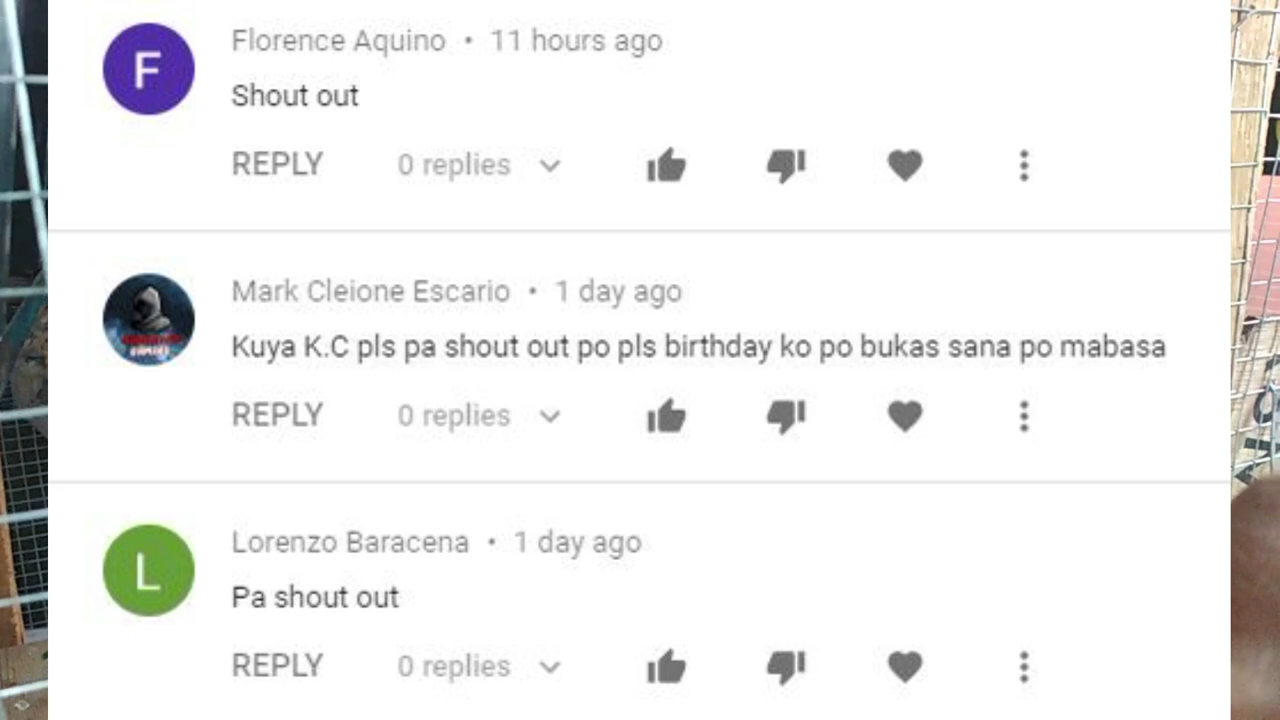 F
Florence Aquino • 11 hours ago
Shout out
REPLY 0 replies
Mark Cleione Escario • 1 day ago
Kuya K.C pls pa shout out po pls birthday ko po bukas sana po mabasa
REPLY 0 replies
L
Lorenzo Baracena • 1 day ago
Pa shout out
REPLY 0 replies